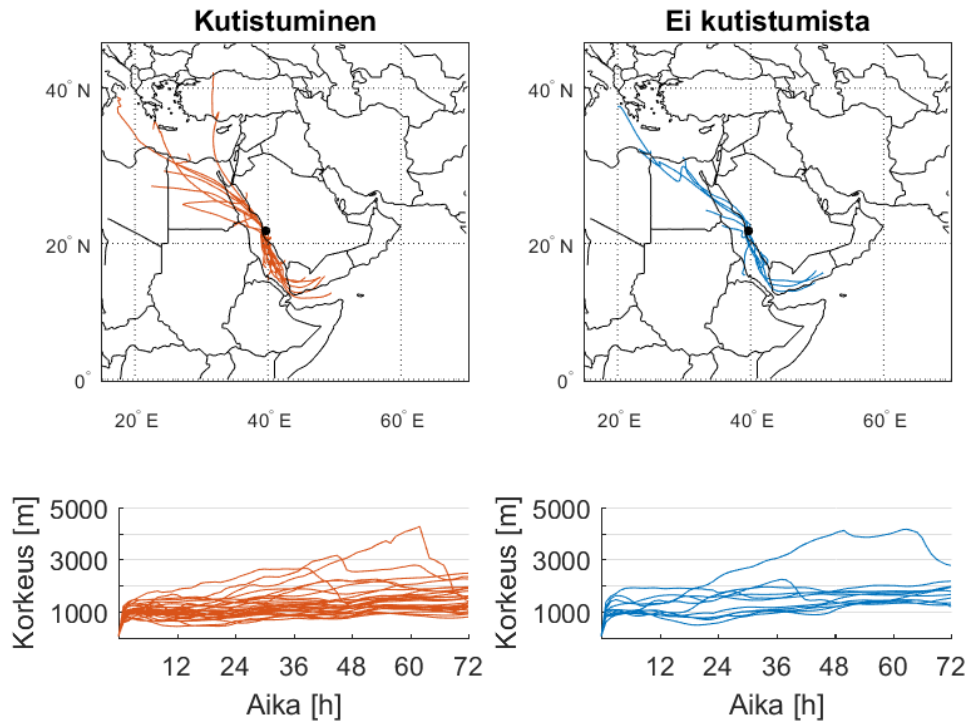 Kutistuminen
Ei kutistumista
40° N
20° N
0°
20° E
40° E
60° E
40° N
20° N
0°
20° E
40° E
60° E
Korkeus [m]
5000
3000
1000
12
24
36
48
60
72
Aika [h]
Korkeus [m]
5000
3000
1000
12
24
36
48
60
72
Aika [h]